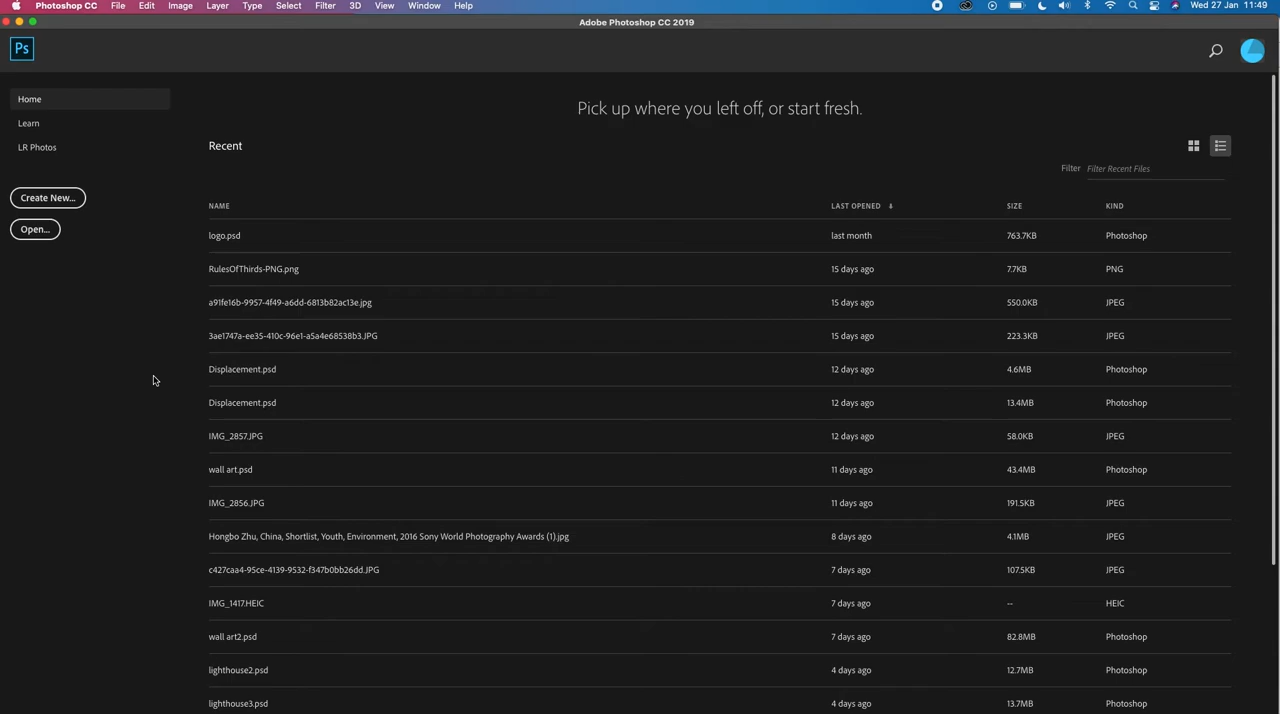 Photoshop CC File Edit Image Layer Type Select Filter 3D View Window Help Wed 27 Jan 11:49
Adobe Photoshop CC 2019
Ps
Home
Learn
LR Photos
Create New...
Open...
Pick up where you left off, or start fresh.
Recent
Filter Filter Recent Files
NAME LAST OPENED SIZE KIND
logo.psd last month 763.7KB Photoshop
RulesOfThirds-PNG.png 15 days ago 7.7KB PNG
a91fe16b-9957-4f49-a6dd-6813b82ac13e.jpg 15 days ago 550.0KB JPEG
3ae1747a-ee35-410c-96e1-a5a4e68538b3.JPG 15 days ago 223.3KB JPEG
Displacement.psd 12 days ago 4.6MB Photoshop
Displacement.psd 12 days ago 13.4MB Photoshop
IMG_2857.JPG 12 days ago 58.0KB JPEG
wall art.psd 11 days ago 43.4MB Photoshop
IMG_2856.JPG 11 days ago 191.5KB JPEG
Hongbo Zhu, China, Shortlist, Youth, Environment, 2016 Sony World Photography Awards (1).jpg 8 days ago 4.1MB JPEG
c427caa4-95ce-4139-9532-f347b0bb26dd.JPG 7 days ago 107.5KB JPEG
IMG_1417.HEIC 7 days ago -- HEIC
wall art2.psd 7 days ago 82.8MB Photoshop
lighthouse2.psd 4 days ago 12.7MB Photoshop
lighthouse3.psd 4 days ago 13.7MB Photoshop